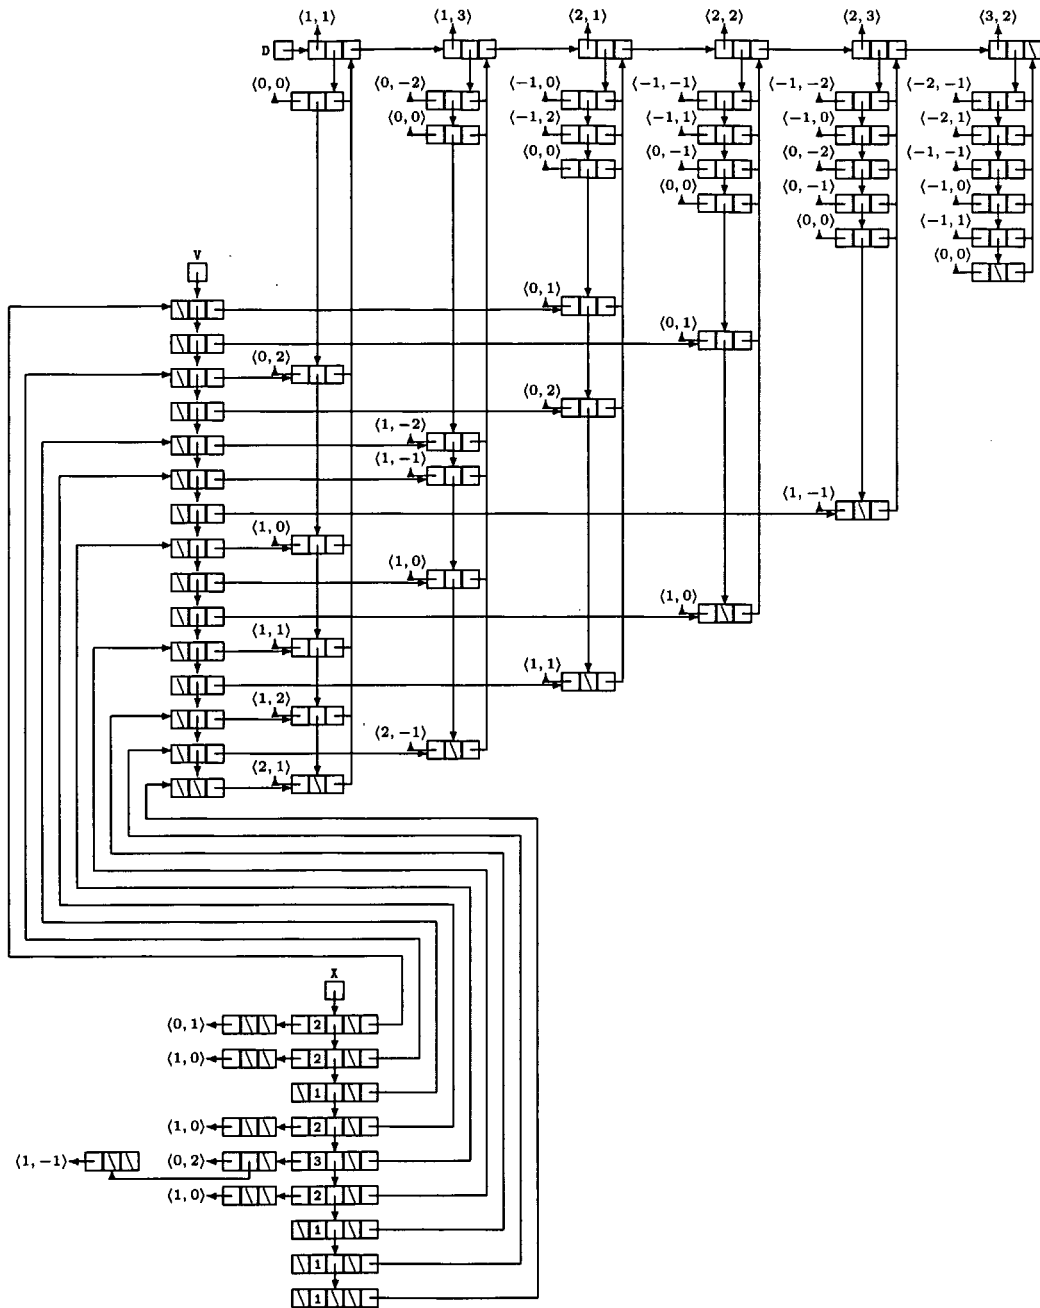 ⟨1, 1⟩ ⟨1, 3⟩ ⟨2, 1⟩ ⟨2, 2⟩ ⟨2, 3⟩ ⟨3, 2⟩
D
⟨0, 0⟩ ⟨0, −2⟩ ⟨−1, 0⟩ ⟨−1, −1⟩ ⟨−1, −2⟩ ⟨−2, −1⟩
⟨0, 0⟩ ⟨−1, 2⟩ ⟨−1, 1⟩ ⟨−1, 0⟩ ⟨−2, 1⟩
⟨0, 0⟩ ⟨0, −1⟩ ⟨0, −2⟩ ⟨−1, −1⟩
⟨0, 0⟩ ⟨0, −1⟩ ⟨−1, 0⟩
⟨0, 0⟩ ⟨−1, 1⟩
V ⟨0, 0⟩
⟨0, 1⟩
⟨0, 1⟩
⟨0, 2⟩
⟨0, 2⟩
⟨1, −2⟩
⟨1, −1⟩
⟨1, −1⟩
⟨1, 0⟩
⟨1, 0⟩
⟨1, 0⟩
⟨1, 1⟩
⟨1, 1⟩
⟨1, 2⟩
⟨2, −1⟩
⟨2, 1⟩
X
⟨0, 1⟩ 2
⟨1, 0⟩ 2
1
⟨1, 0⟩ 2
⟨1, −1⟩ ⟨0, 2⟩ 3
⟨1, 0⟩ 2
1
1
1